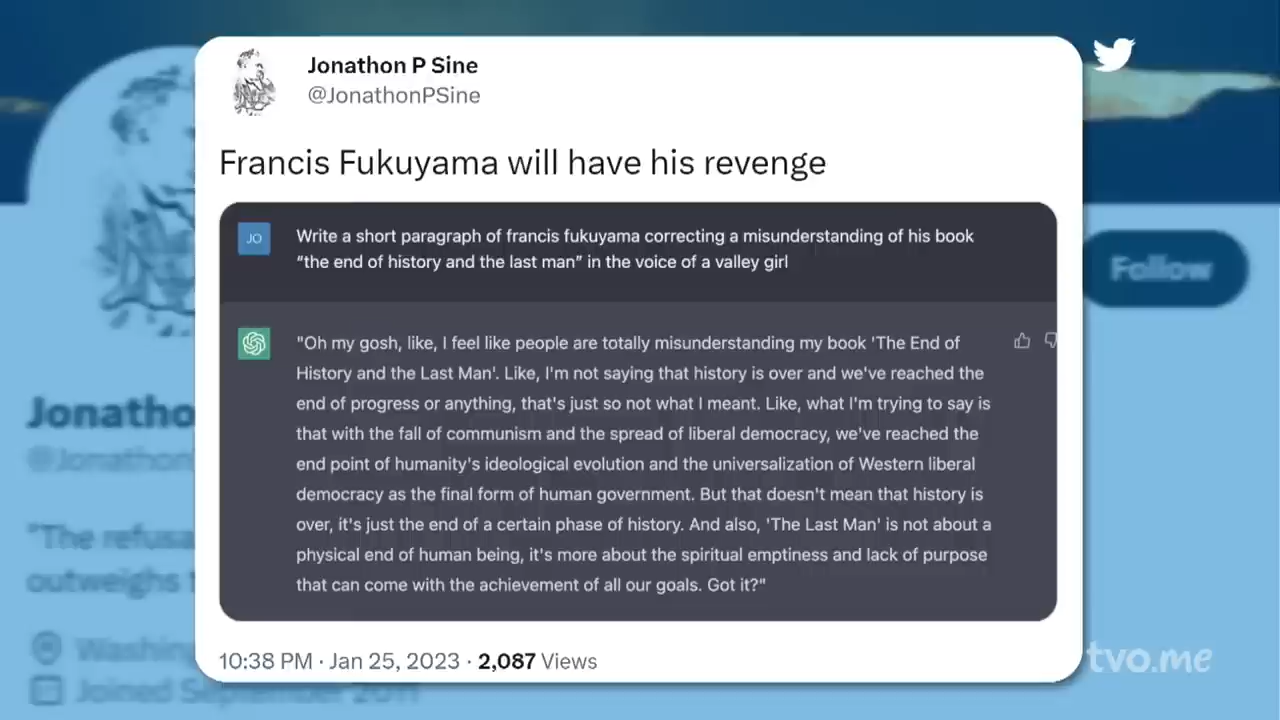 Jonathon P Sine
@JonathonPSine
Francis Fukuyama will have his revenge
JO
Write a short paragraph of francis fukuyama correcting a misunderstanding of his book
“the end of history and the last man” in the voice of a valley girl
"Oh my gosh, like, I feel like people are totally misunderstanding my book 'The End of
History and the Last Man'. Like, I'm not saying that history is over and we've reached the
end of progress or anything, that's just so not what I meant. Like, what I'm trying to say is
that with the fall of communism and the spread of liberal democracy, we've reached the
end point of humanity's ideological evolution and the universalization of Western liberal
democracy as the final form of human government. But that doesn't mean that history is
over, it's just the end of a certain phase of history. And also, 'The Last Man' is not about a
physical end of human being, it's more about the spiritual emptiness and lack of purpose
that can come with the achievement of all our goals. Got it?"
10:38 PM · Jan 25, 2023 · 2,087 Views
Follow
Jonatho
@Jonathon
"The refusa
outweighs
Washing
Joined September 2011
tvo.me